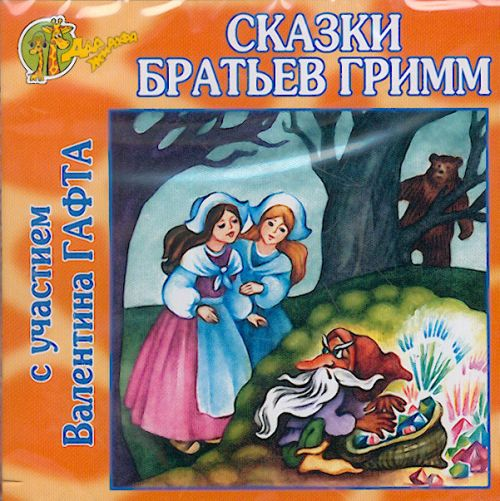 СКАЗКИ
БРАТЬЕВ ГРИММ
с участием
Валентина ГАФТА